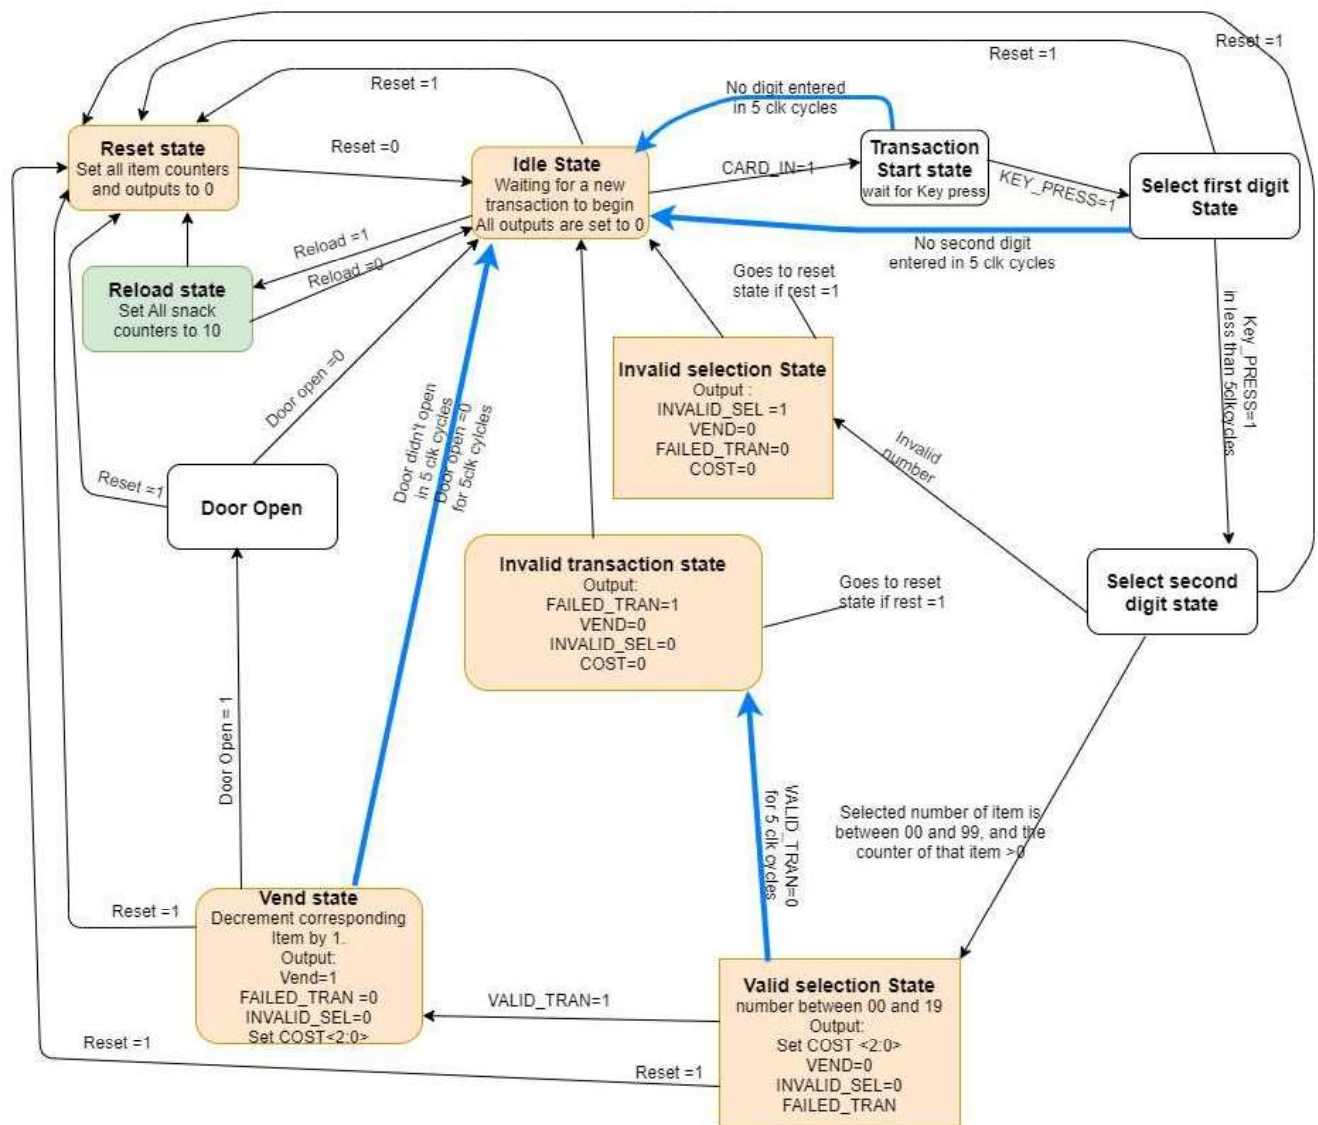 Reset =1
Reset =1
Reset =1
No digit entered
in 5 clk cycles
Reset state
Set all item counters
and outputs to 0
Reset =0
Idle State
Waiting for a new
transaction to begin
All outputs are set to 0
CARD_IN=1
Transaction
Start state
wait for Key press
KEY_PRESS=1
Select first digit
State
No second digit
entered in 5 clk cycles
Reload =1
Reload =0
Reload state
Set All snack
counters to 10
Goes to reset
state if rest =1
Key_PRESS=1
in less than 5clkcycles
Invalid selection State
Output :
INVALID_SEL =1
VEND=0
FAILED_TRAN=0
COST=0
Door open =0
Door didn't open
in 5 clk cycles
Door open =0
for 5clk cylcles
Invalid
number
Reset =1
Door Open
Invalid transaction state
Output:
FAILED_TRAN=1
VEND=0
INVALID_SEL=0
COST=0
Goes to reset
state if rest =1
Select second
digit state
Door Open = 1
VALID_TRAN=0
for 5 clk cycles
Selected number of item is
between 00 and 99, and the
counter of that item >0
Reset =1
Vend state
Decrement corresponding
Item by 1.
Output:
Vend=1
FAILED_TRAN =0
INVALID_SEL=0
Set COST<2:0>
VALID_TRAN=1
Valid selection State
number between 00 and 19
Output:
Set COST <2:0>
VEND=0
INVALID_SEL=0
FAILED_TRAN
Reset =1
Reset =1